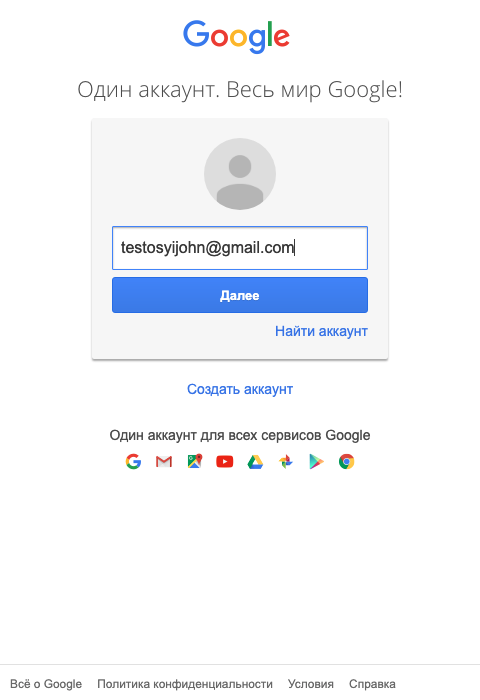 Google
Один аккаунт. Весь мир Google!
testosyijohn@gmail.com
Далее
Найти аккаунт
Создать аккаунт
Один аккаунт для всех сервисов Google
Всё о Google Политика конфиденциальности Условия Справка